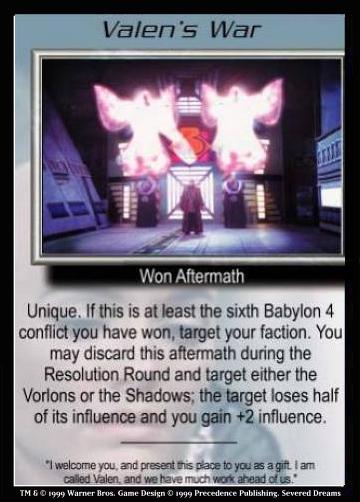 Valen's War
Won Aftermath
Unique. If this is at least the sixth Babylon 4
conflict you have won, target your faction. You
may discard this aftermath during the
Resolution Round and target either the
Vorlons or the Shadows; the target loses half
of its influence and you gain +2 influence.
"I welcome you, and present this place to you as a gift. I am
called Valen, and we have much work ahead of us."
TM & © 1999 Warner Bros. Game Design © 1999 Precedence Publishing. Severed Dreams